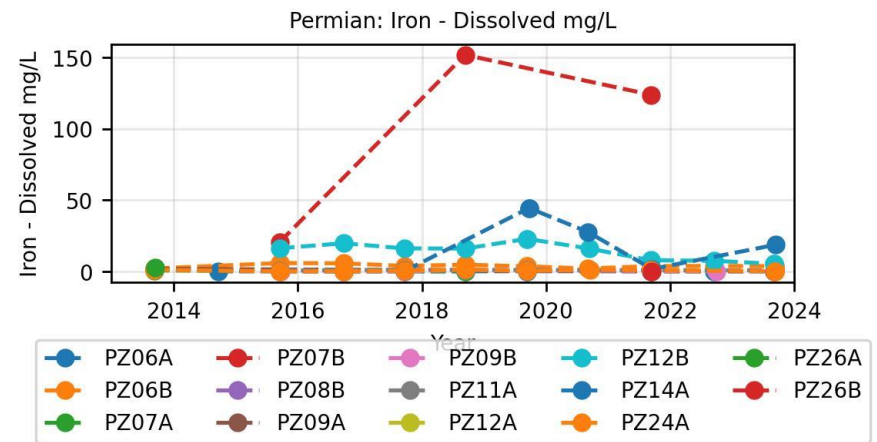 Permian: Iron - Dissolved mg/L
Iron - Dissolved mg/L
150
100
50
0
2014 2016 2018 2020 2022 2024
Year
PZ06A PZ07B PZ09B PZ12B PZ26A
PZ06B PZ08B PZ11A PZ14A PZ26B
PZ07A PZ09A PZ12A PZ24A